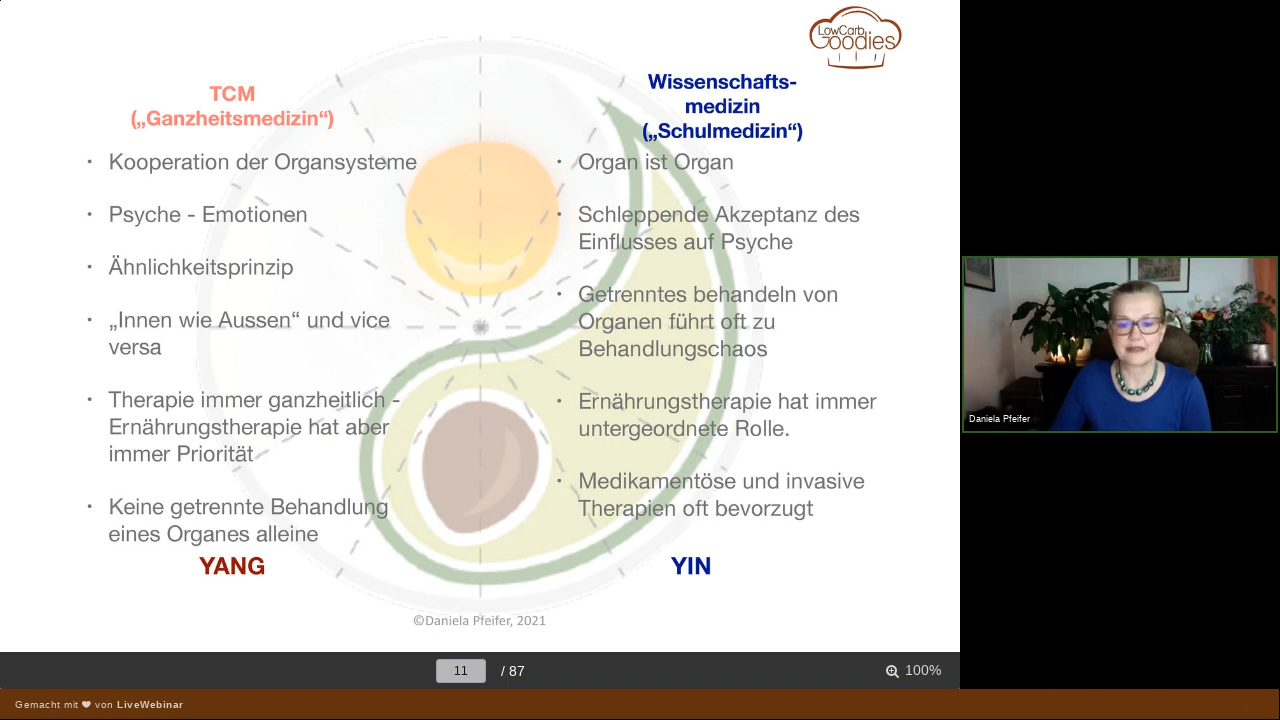 LowCarb
Goodies
TCM
(„Ganzheitsmedizin“)
• Kooperation der Organsysteme
• Psyche - Emotionen
• Ähnlichkeitsprinzip
• „Innen wie Aussen“ und vice
versa
• Therapie immer ganzheitlich -
Ernährungstherapie hat aber
immer Priorität
• Keine getrennte Behandlung
eines Organes alleine
YANG
Wissenschafts-
medizin
(„Schulmedizin“)
• Organ ist Organ
• Schleppende Akzeptanz des
Einflusses auf Psyche
• Getrenntes behandeln von
Organen führt oft zu
Behandlungschaos
• Ernährungstherapie hat immer
untergeordnete Rolle.
• Medikamentöse und invasive
Therapien oft bevorzugt
YIN
©Daniela Pfeifer, 2021
Daniela Pfeifer
11 / 87
100%
Gemacht mit ❤ von LiveWebinar